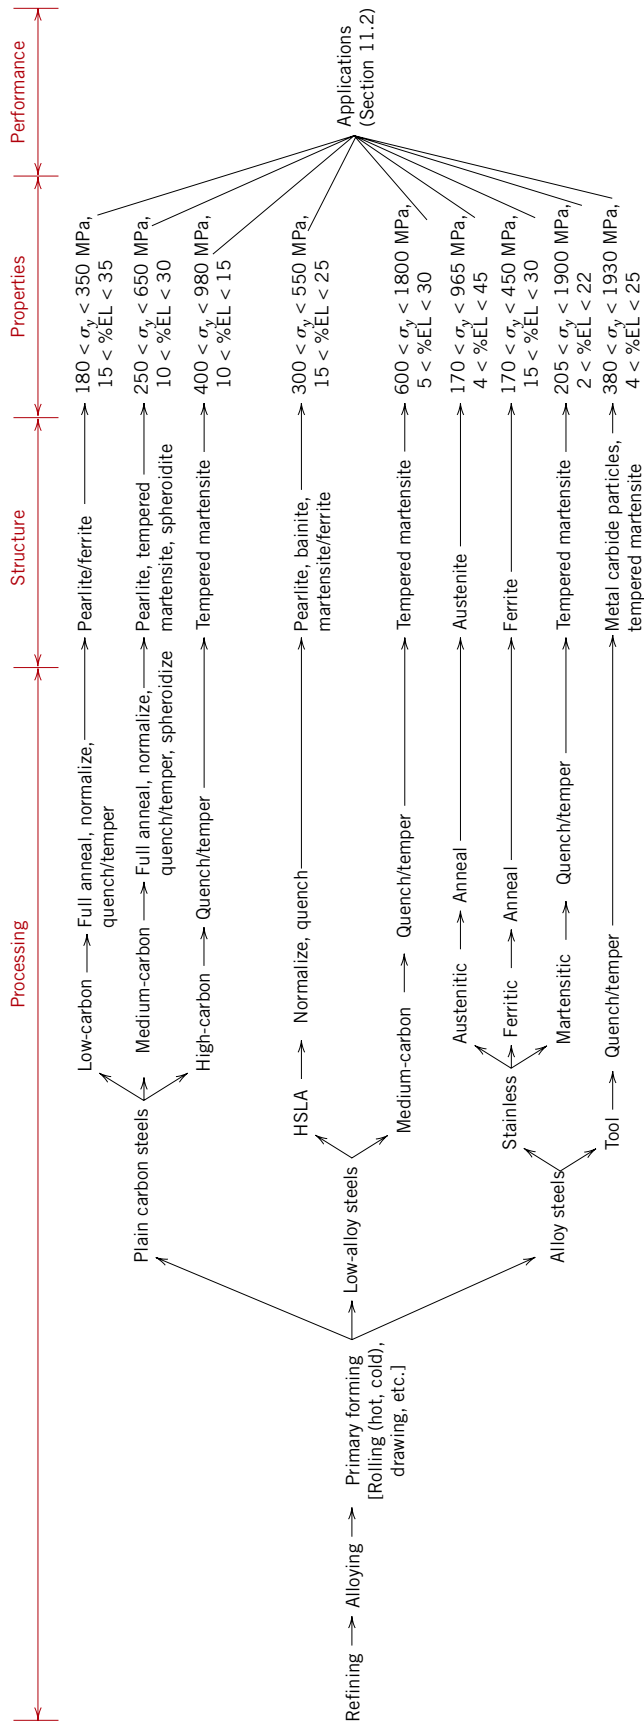 Processing
Structure
Properties
Performance
Refining
Alloying
Primary forming
[Rolling (hot, cold),
drawing, etc.]
Plain carbon steels
Low-carbon
Full anneal, normalize,
quench/temper
Pearlite/ferrite
180 < σy < 350 MPa,
15 < %EL < 35
Medium-carbon
Full anneal, normalize,
quench/temper, spheroidize
Pearlite, tempered
martensite, spheroidite
250 < σy < 650 MPa,
10 < %EL < 30
High-carbon
Quench/temper
Tempered martensite
400 < σy < 980 MPa,
10 < %EL < 15
Low-alloy steels
HSLA
Normalize, quench
Pearlite, bainite,
martensite/ferrite
300 < σy < 550 MPa,
15 < %EL < 25
Medium-carbon
Quench/temper
Tempered martensite
600 < σy < 1800 MPa,
5 < %EL < 30
Alloy steels
Stainless
Austenitic
Anneal
Austenite
170 < σy < 965 MPa,
4 < %EL < 45
Ferritic
Anneal
Ferrite
170 < σy < 450 MPa,
15 < %EL < 30
Martensitic
Quench/temper
Tempered martensite
205 < σy < 1900 MPa,
2 < %EL < 22
Tool
Quench/temper
Metal carbide particles,
tempered martensite
380 < σy < 1930 MPa,
4 < %EL < 25
Applications
(Section 11.2)